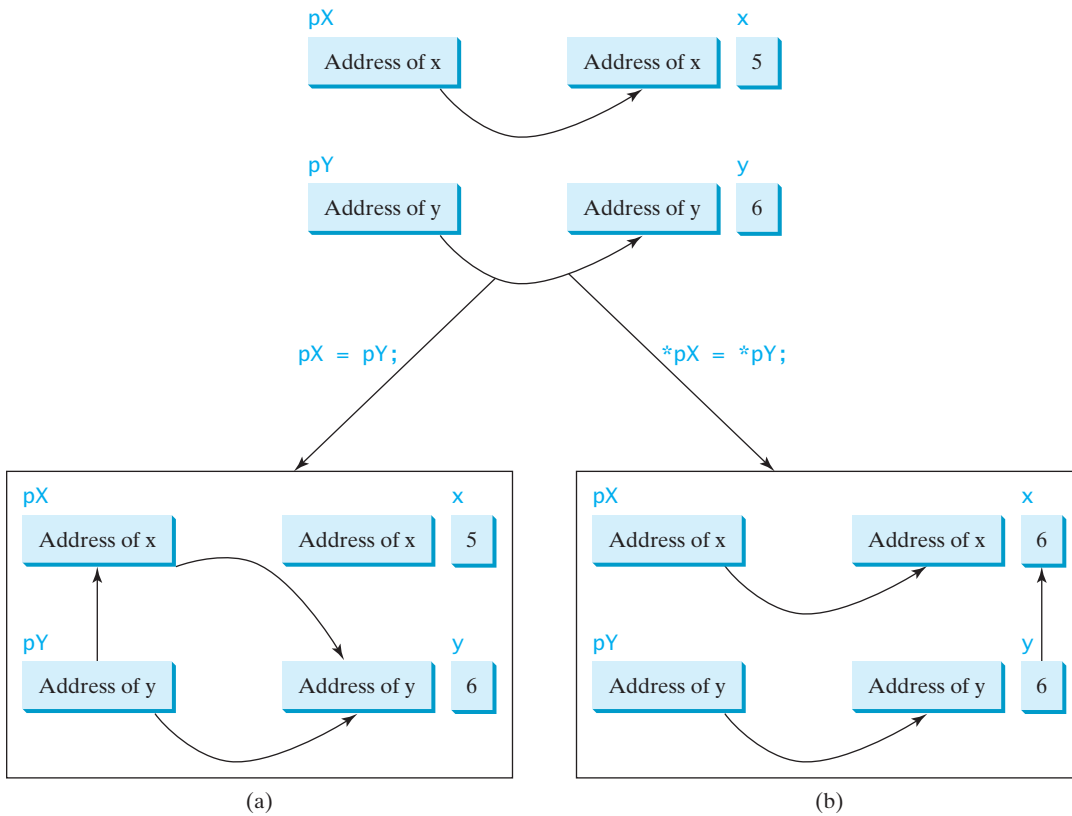 pX x
Address of x Address of x 5
pY y
Address of y Address of y 6
pX = pY; *pX = *pY;
pX x
Address of x Address of x 5
pY y
Address of y Address of y 6
(a)
pX x
Address of x Address of x 6
pY y
Address of y Address of y 6
(b)